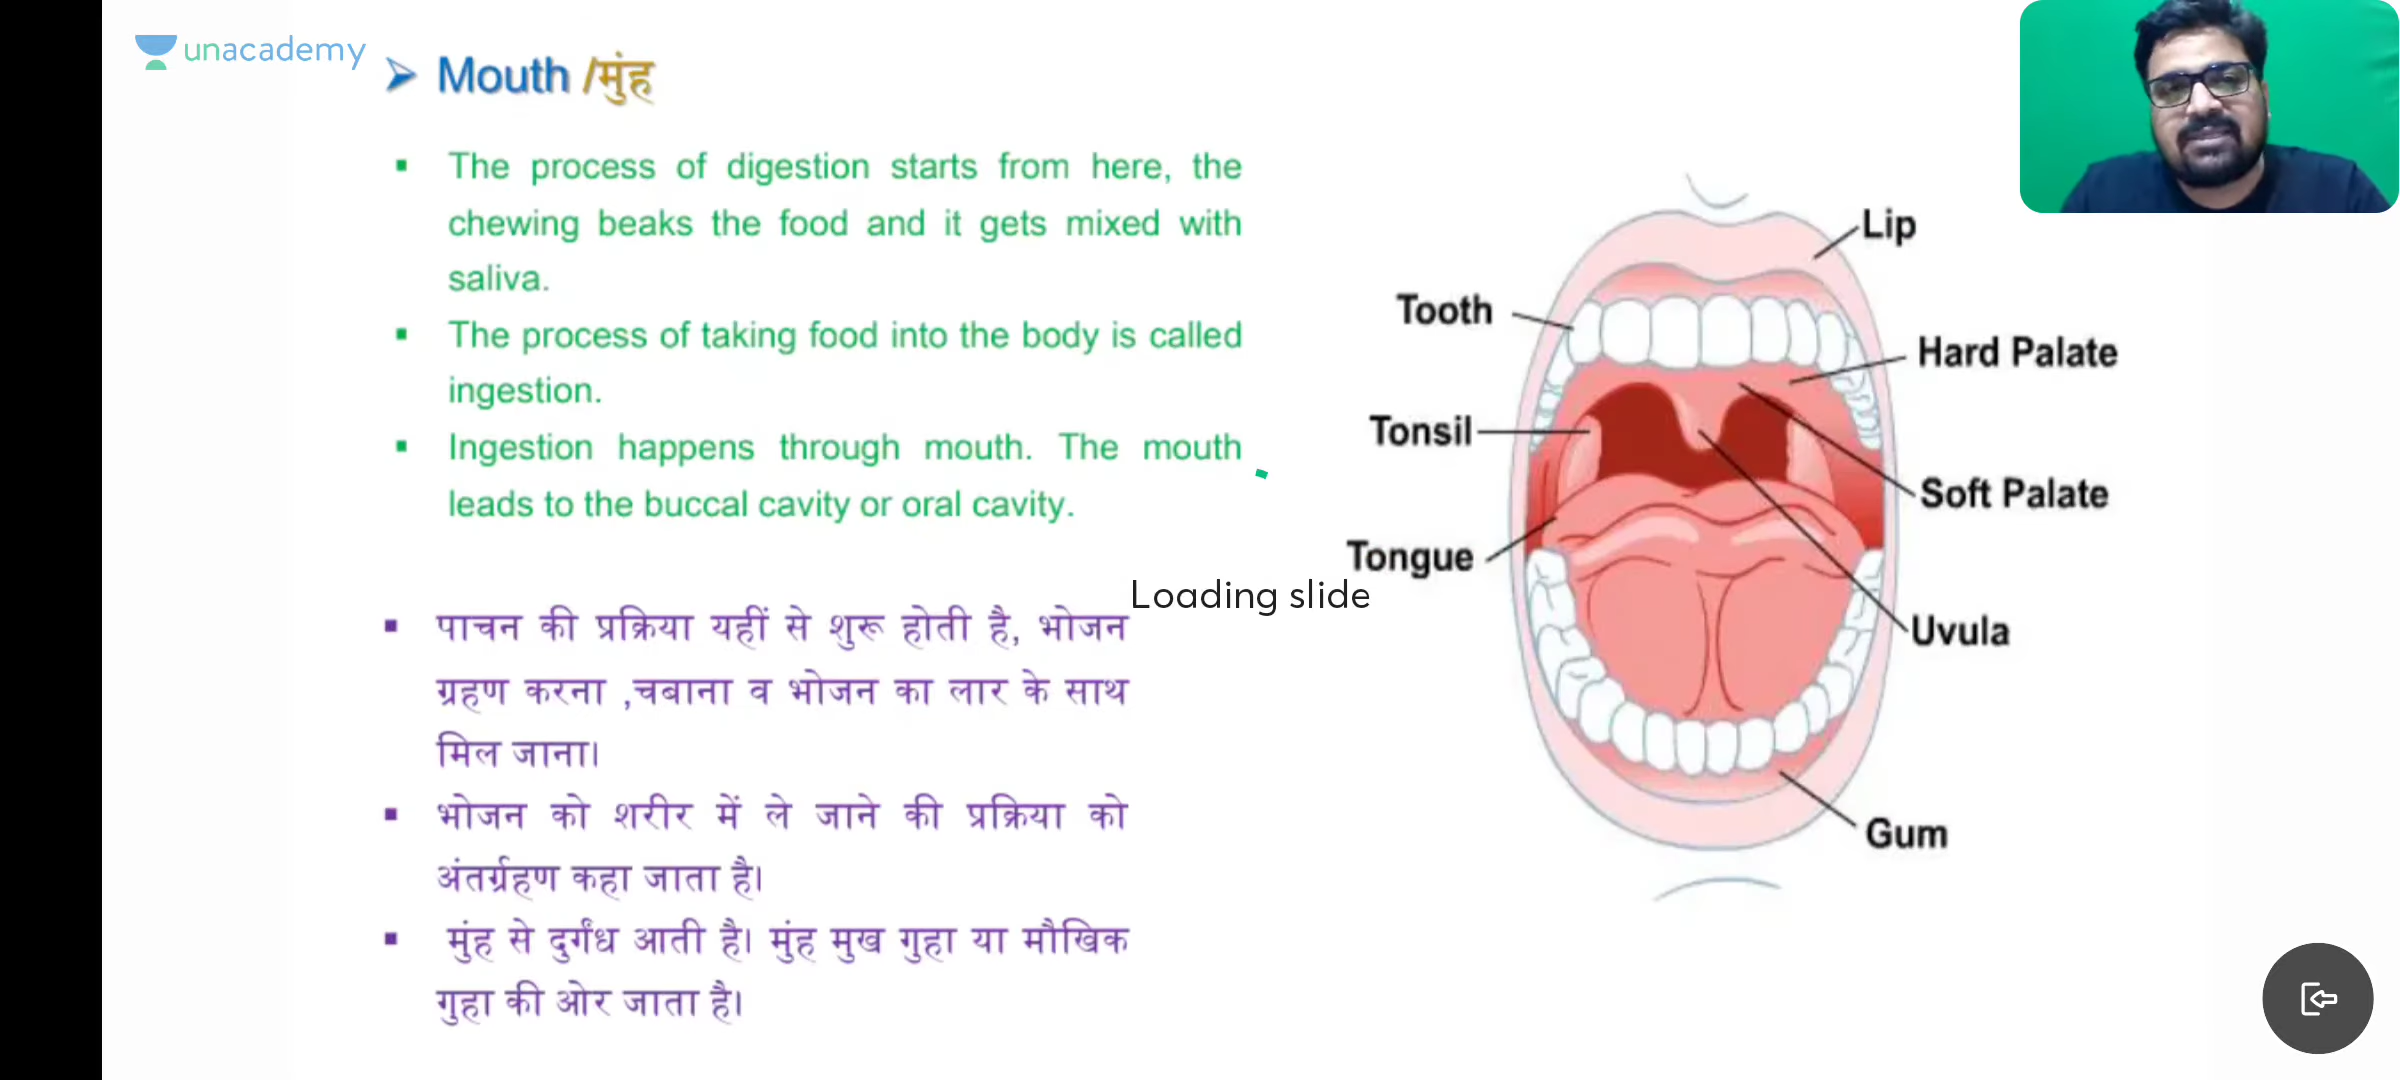 unacademy
➤ Mouth /मुंह
▪ The process of digestion starts from here, the
chewing beaks the food and it gets mixed with
saliva.
▪ The process of taking food into the body is called
ingestion.
▪ Ingestion happens through mouth. The mouth
leads to the buccal cavity or oral cavity.
Loading slide
▪ पाचन की प्रक्रिया यहीं से शुरू होती है, भोजन
ग्रहण करना ,चबाना व भोजन का लार के साथ
मिल जाना।
▪ भोजन को शरीर में ले जाने की प्रक्रिया को
अंतर्ग्रहण कहा जाता है।
▪ मुंह से दुर्गंध आती है। मुंह मुख गुहा या मौखिक
गुहा की ओर जाता है।
Lip
Tooth
Hard Palate
Tonsil
Soft Palate
Tongue
Uvula
Gum